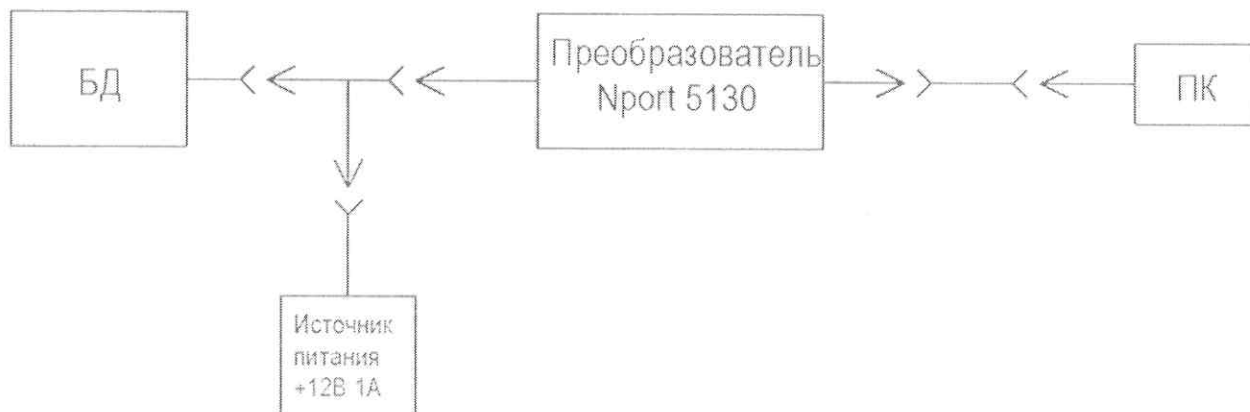 БД
Преобразователь
Nport 5130
ПК
Источник
питания
+12В 1А